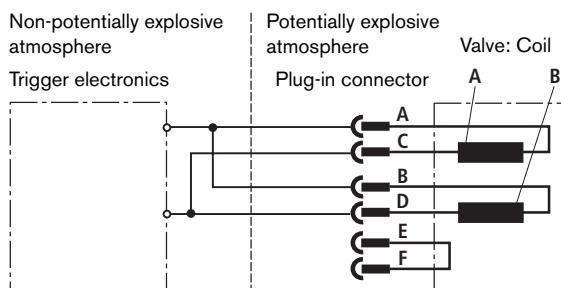 Non-potentially explosive
atmosphere
Trigger electronics
Potentially explosive
atmosphere
Plug-in connector
Valve: Coil
A
B
A
C
B
D
E
F